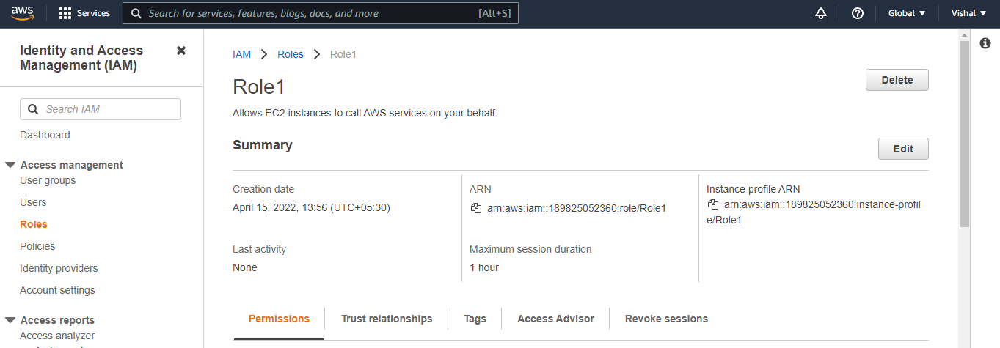 aws Services Search for services, features, blogs, docs, and more [Alt+S] Global Vishal
Identity and Access
Management (IAM)
Search IAM
Dashboard
Access management
User groups
Users
Roles
Policies
Identity providers
Account settings
Access reports
Access analyzer
IAM > Roles > Role1
Role1
Delete
Allows EC2 instances to call AWS services on your behalf.
Summary
Edit
Creation date
April 15, 2022, 13:56 (UTC+05:30)
ARN
arn:aws:iam::189825052360:role/Role1
Instance profile ARN
arn:aws:iam::189825052360:instance-profil
e/Role1
Last activity
None
Maximum session duration
1 hour
Permissions Trust relationships Tags Access Advisor Revoke sessions